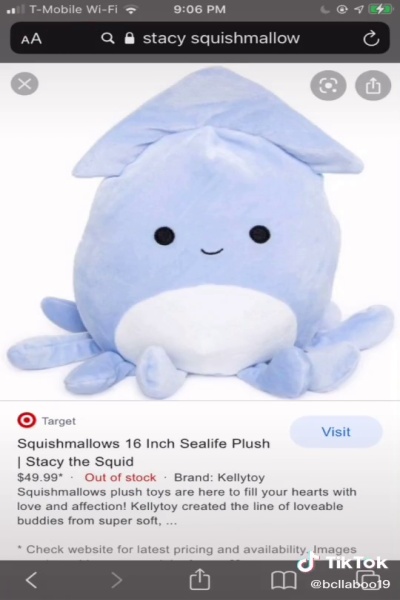 T-Mobile Wi-Fi 9:06 PM
AA stacy squishmallow
Target
Squishmallows 16 Inch Sealife Plush
| Stacy the Squid
Visit
$49.99* · Out of stock · Brand: Kellytoy
Squishmallows plush toys are here to fill your hearts with
love and affection! Kellytoy created the line of loveable
buddies from super soft, ...
* Check website for latest pricing and availability. Images
TikTok
@bcllaboo19